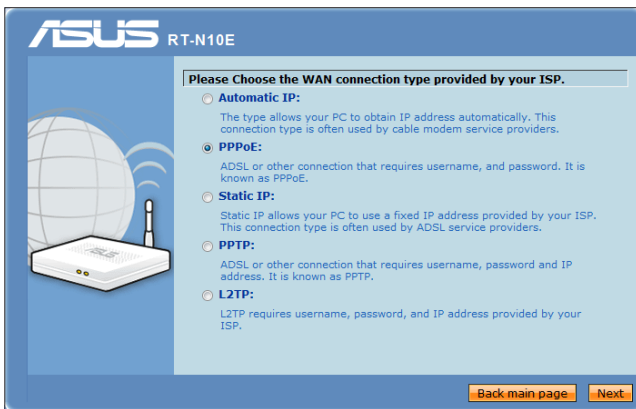 ASUS RT-N10E
Please Choose the WAN connection type provided by your ISP.
Automatic IP:
The type allows your PC to obtain IP address automatically. This
connection type is often used by cable modem service providers.
PPPoE:
ADSL or other connection that requires username, and password. It is
known as PPPoE.
Static IP:
Static IP allows your PC to use a fixed IP address provided by your ISP.
This connection type is often used by ADSL service providers.
PPTP:
ADSL or other connection that requires username, password and IP
address. It is known as PPTP.
L2TP:
L2TP requires username, password, and IP address provided by your
ISP.
ASUS
Back main page Next